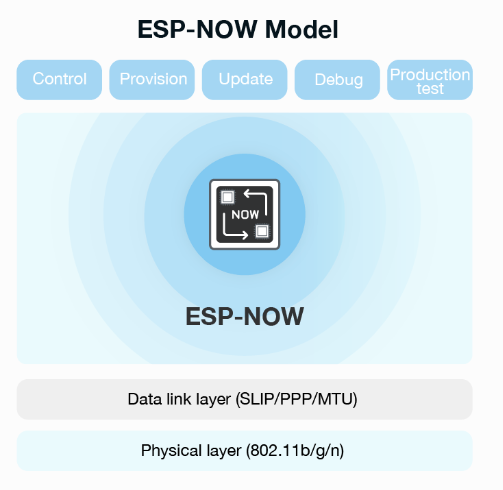 ESP-NOW Model
Control
Provision
Update
Debug
Production
test
NOW
ESP-NOW
Data link layer (SLIP/PPP/MTU)
Physical layer (802.11b/g/n)